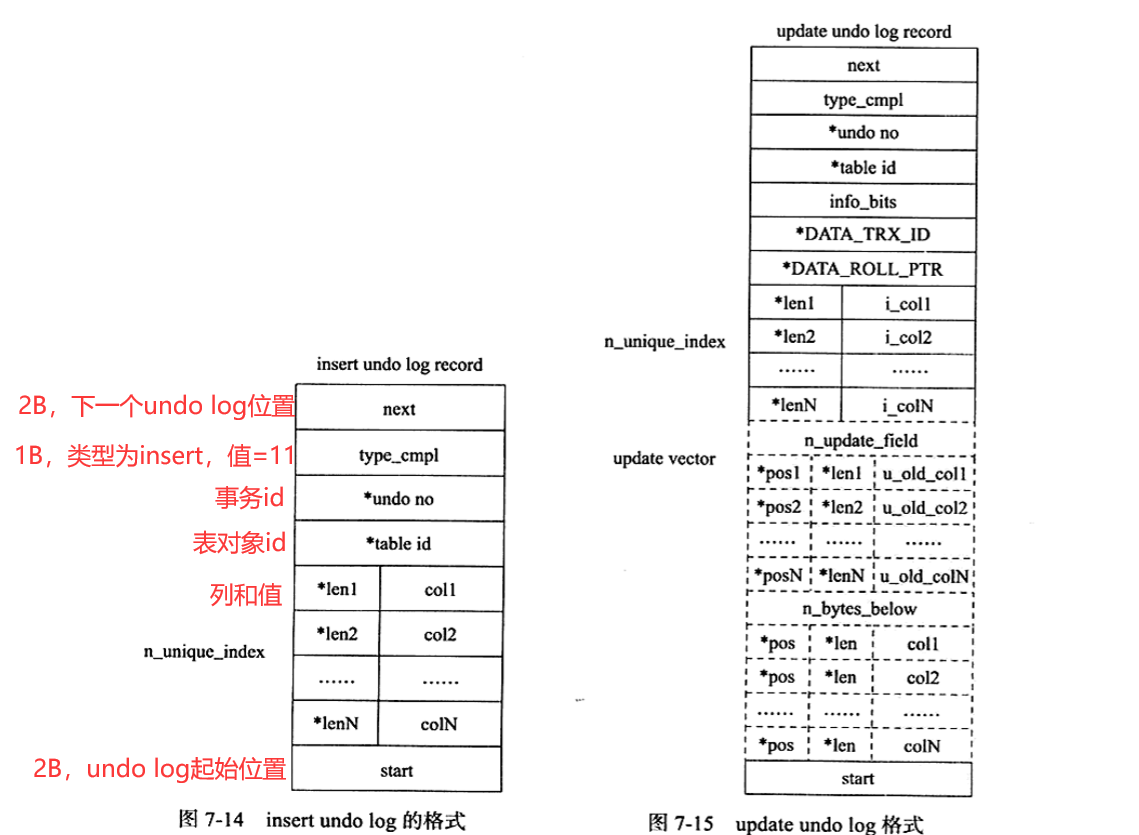 insert undo log record
2B，下一个undo log位置 next
1B，类型为insert，值=11 type_cmpl
事务id *undo no
表对象id *table id
列和值 *len1 col1
n_unique_index *len2 col2
...... ......
*lenN colN
2B，undo log起始位置 start
图 7-14 insert undo log 的格式
update undo log record
next
type_cmpl
*undo no
*table id
info_bits
*DATA_TRX_ID
*DATA_ROLL_PTR
*len1 i_col1
n_unique_index *len2 i_col2
...... ......
*lenN i_colN
n_update_field
update vector *pos1 *len1 u_old_col1
*pos2 *len2 u_old_col2
...... ...... ......
*posN *lenN u_old_colN
n_bytes_below
*pos *len col1
*pos *len col2
...... ...... ......
*pos *len colN
start
图 7-15 update undo log 格式